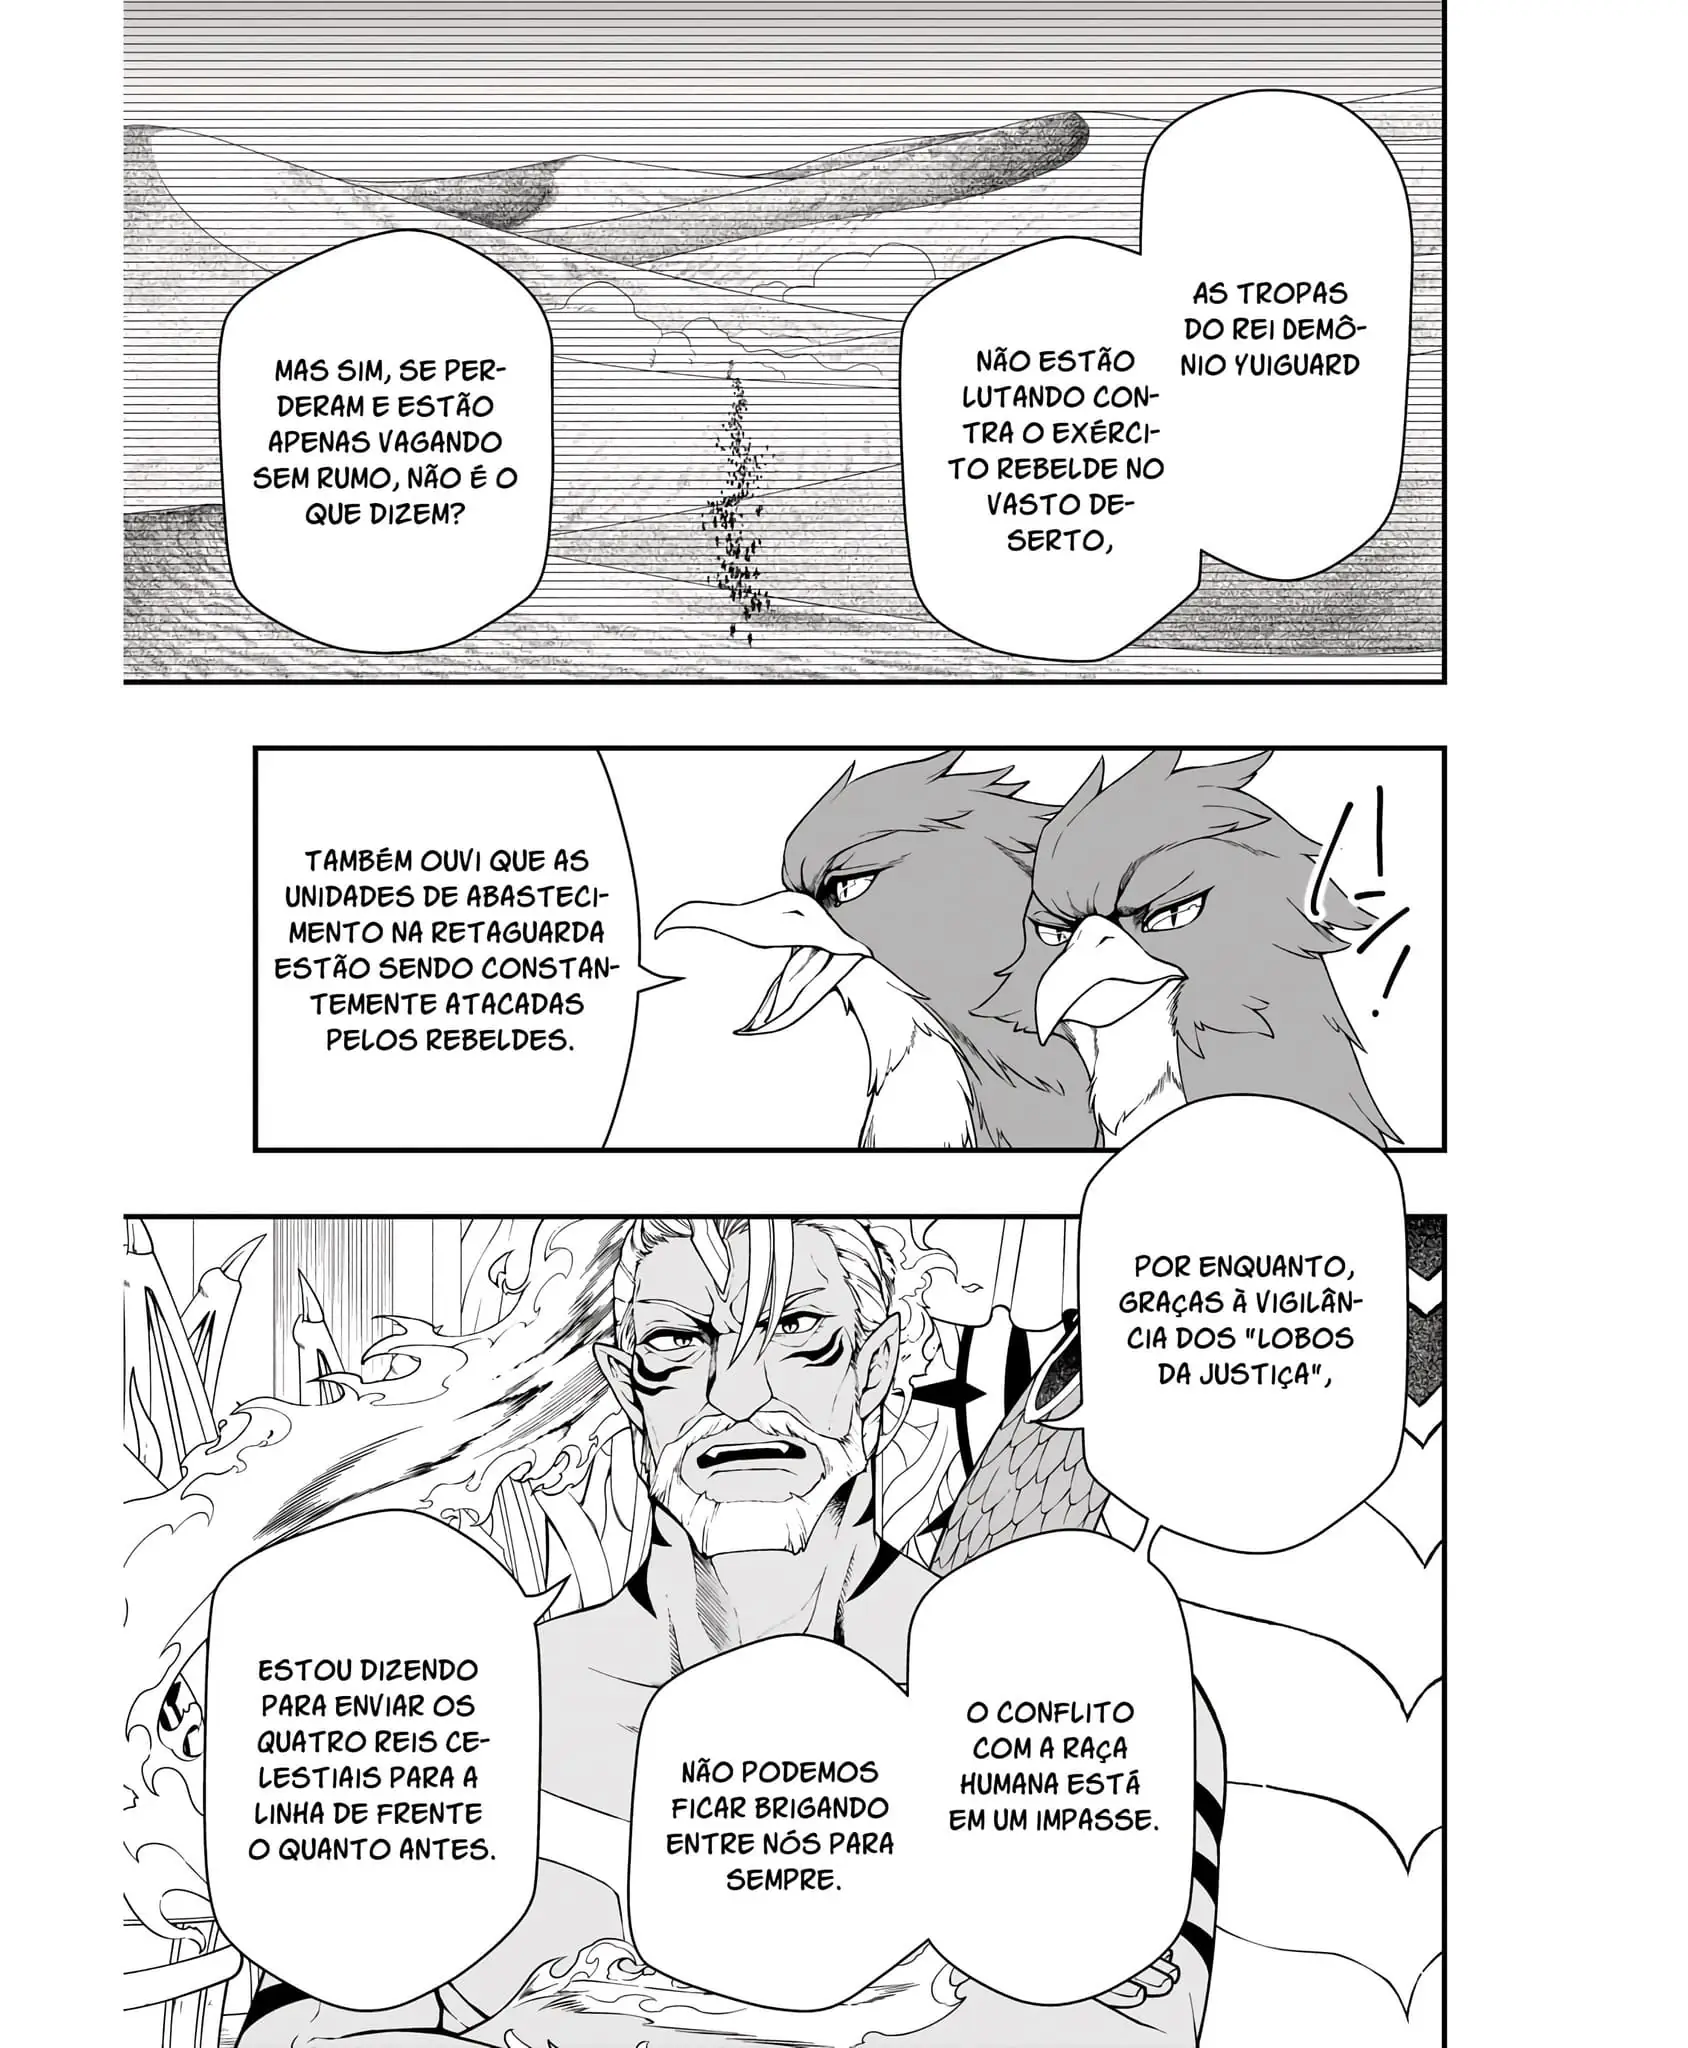 AS TROPAS
DO REI DEMÔ-
NIO YUIGUARD
NÃO ESTÃO
LUTANDO CON-
TRA O EXÉRCI-
TO REBELDE NO
VASTO DE-
SERTO,
MAS SIM, SE PER-
DERAM E ESTÃO
APENAS VAGANDO
SEM RUMO, NÃO É O
QUE DIZEM?
TAMBÉM OUVI QUE AS
UNIDADES DE ABASTECI-
MENTO NA RETAGUARDA
ESTÃO SENDO CONSTAN-
TEMENTE ATACADAS
PELOS REBELDES.
POR ENQUANTO,
GRAÇAS À VIGILÂN-
CIA DOS "LOBOS
DA JUSTIÇA",
O CONFLITO
COM A RAÇA
HUMANA ESTÁ
EM UM IMPASSE.
NÃO PODEMOS
FICAR BRIGANDO
ENTRE NÓS PARA
SEMPRE.
ESTOU DIZENDO
PARA ENVIAR OS
QUATRO REIS CE-
LESTIAIS PARA A
LINHA DE FRENTE
O QUANTO ANTES.